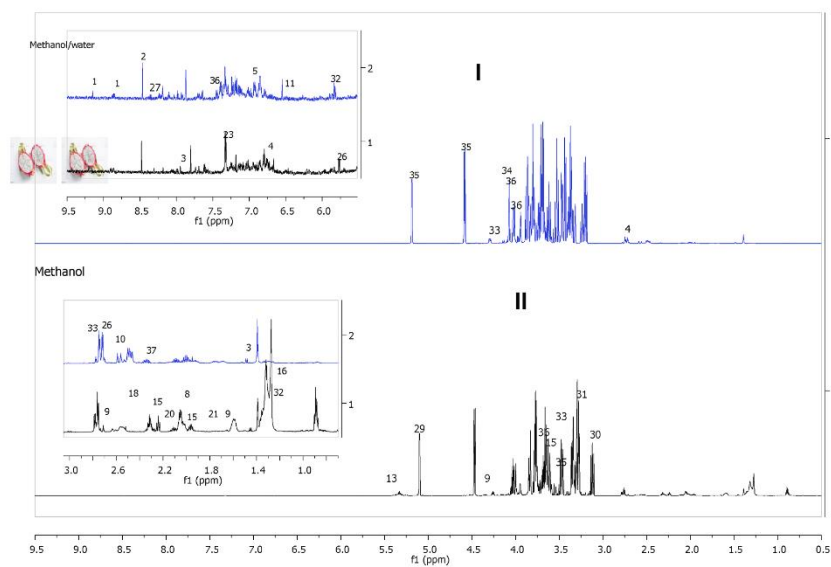 Methanol/water
I
1 1 2 27 36 5 11 32
2
3 23 4 26
1
9.5 9.0 8.5 8.0 7.5 7.0 6.5 6.0
f1 (ppm)
35 35 34 36 36 33 4
Methanol
II
33 26 10 37 3
2
9 18 15 20 8 15 21 9 16 32
1
3.0 2.6 2.2 1.8 1.4 1.0
f1 (ppm)
13 29 9 35 15 33 35 31 30
9.5 9.0 8.5 8.0 7.5 7.0 6.5 6.0 5.5 5.0 4.5 4.0 3.5 3.0 2.5 2.0 1.5 1.0 0.5
f1 (ppm)